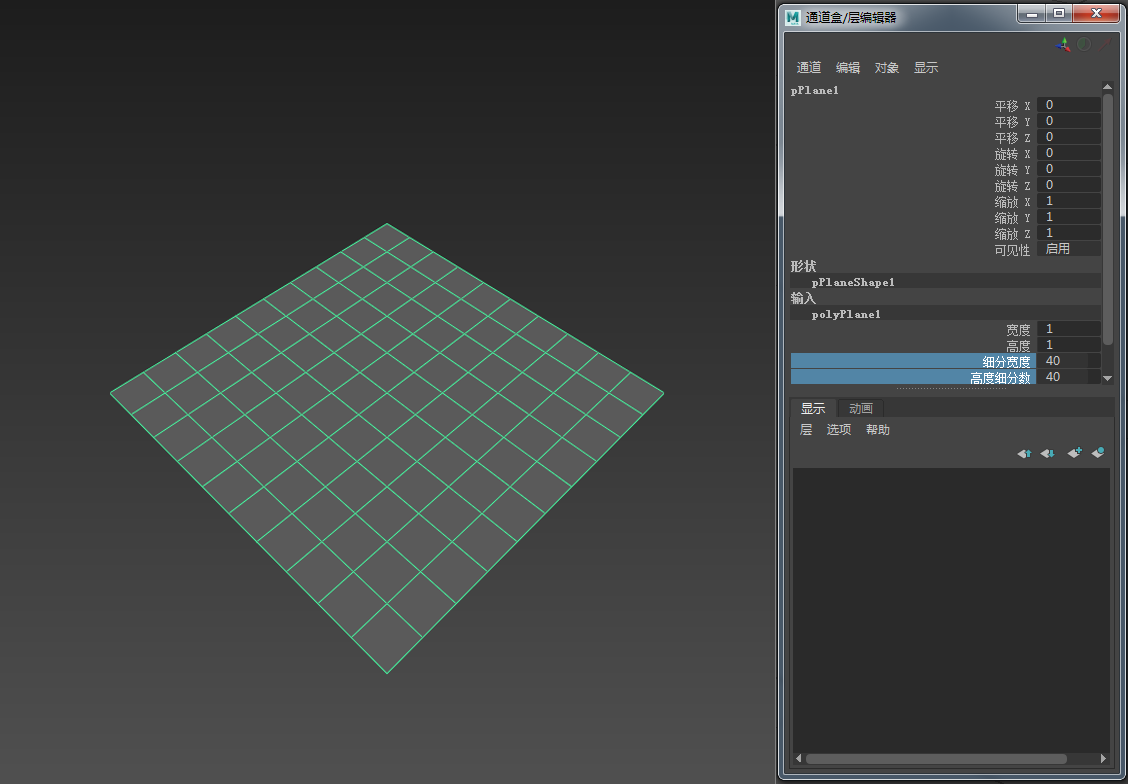 M 通道盒/层编辑器
通道 编辑 对象 显示
pPlane1
平移 X 0
平移 Y 0
平移 Z 0
旋转 X 0
旋转 Y 0
旋转 Z 0
缩放 X 1
缩放 Y 1
缩放 Z 1
可见性 启用
形状
pPlaneShape1
输入
polyPlane1
宽度 1
高度 1
细分宽度 40
高度细分数 40
显示 动画
层 选项 帮助